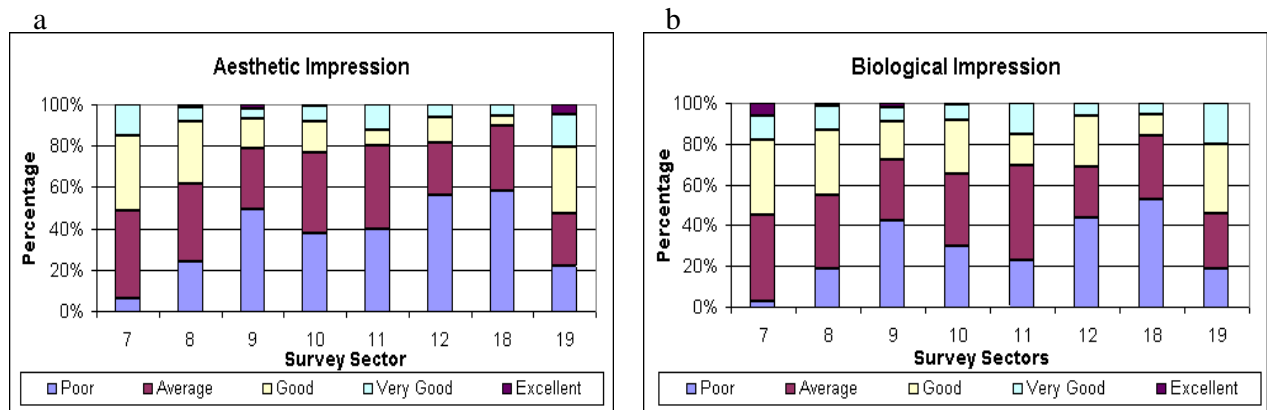 a
Aesthetic Impression
Percentage
100%
80%
60%
40%
20%
0%
7 8 9 10 11 12 18 19
Survey Sector
Poor Average Good Very Good Excellent
b
Biological Impression
Percentage
100%
80%
60%
40%
20%
0%
7 8 9 10 11 12 18 19
Survey Sectors
Poor Average Good Very Good Excellent